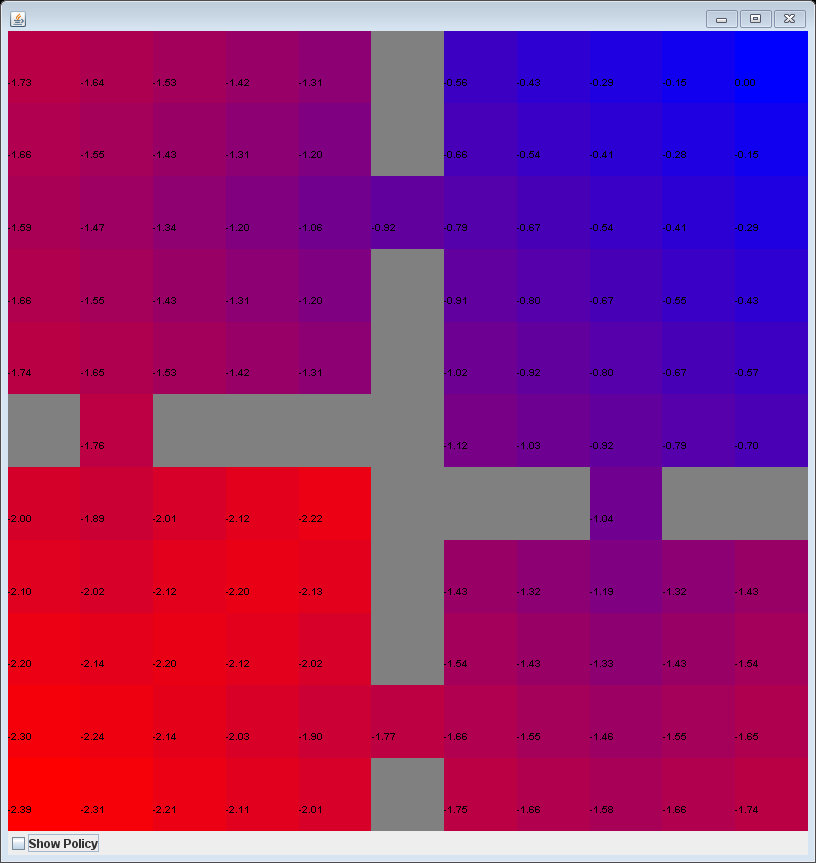 -1.73 -1.64 -1.53 -1.42 -1.31 -0.56 -0.43 -0.29 -0.15 0.00
-1.66 -1.55 -1.43 -1.31 -1.20 -0.66 -0.54 -0.41 -0.28 -0.15
-1.59 -1.47 -1.34 -1.20 -1.06 -0.92 -0.79 -0.67 -0.54 -0.41 -0.29
-1.66 -1.55 -1.43 -1.31 -1.20 -0.91 -0.80 -0.67 -0.55 -0.43
-1.74 -1.65 -1.53 -1.42 -1.31 -1.02 -0.92 -0.80 -0.67 -0.57
-1.76 -1.12 -1.03 -0.92 -0.79 -0.70
-2.00 -1.89 -2.01 -2.12 -2.22 -1.04
-2.10 -2.02 -2.12 -2.20 -2.13 -1.43 -1.32 -1.19 -1.32 -1.43
-2.20 -2.14 -2.20 -2.12 -2.02 -1.54 -1.43 -1.33 -1.43 -1.54
-2.30 -2.24 -2.14 -2.03 -1.90 -1.77 -1.66 -1.55 -1.46 -1.55 -1.65
-2.39 -2.31 -2.21 -2.11 -2.01 -1.75 -1.66 -1.58 -1.66 -1.74
Show Policy